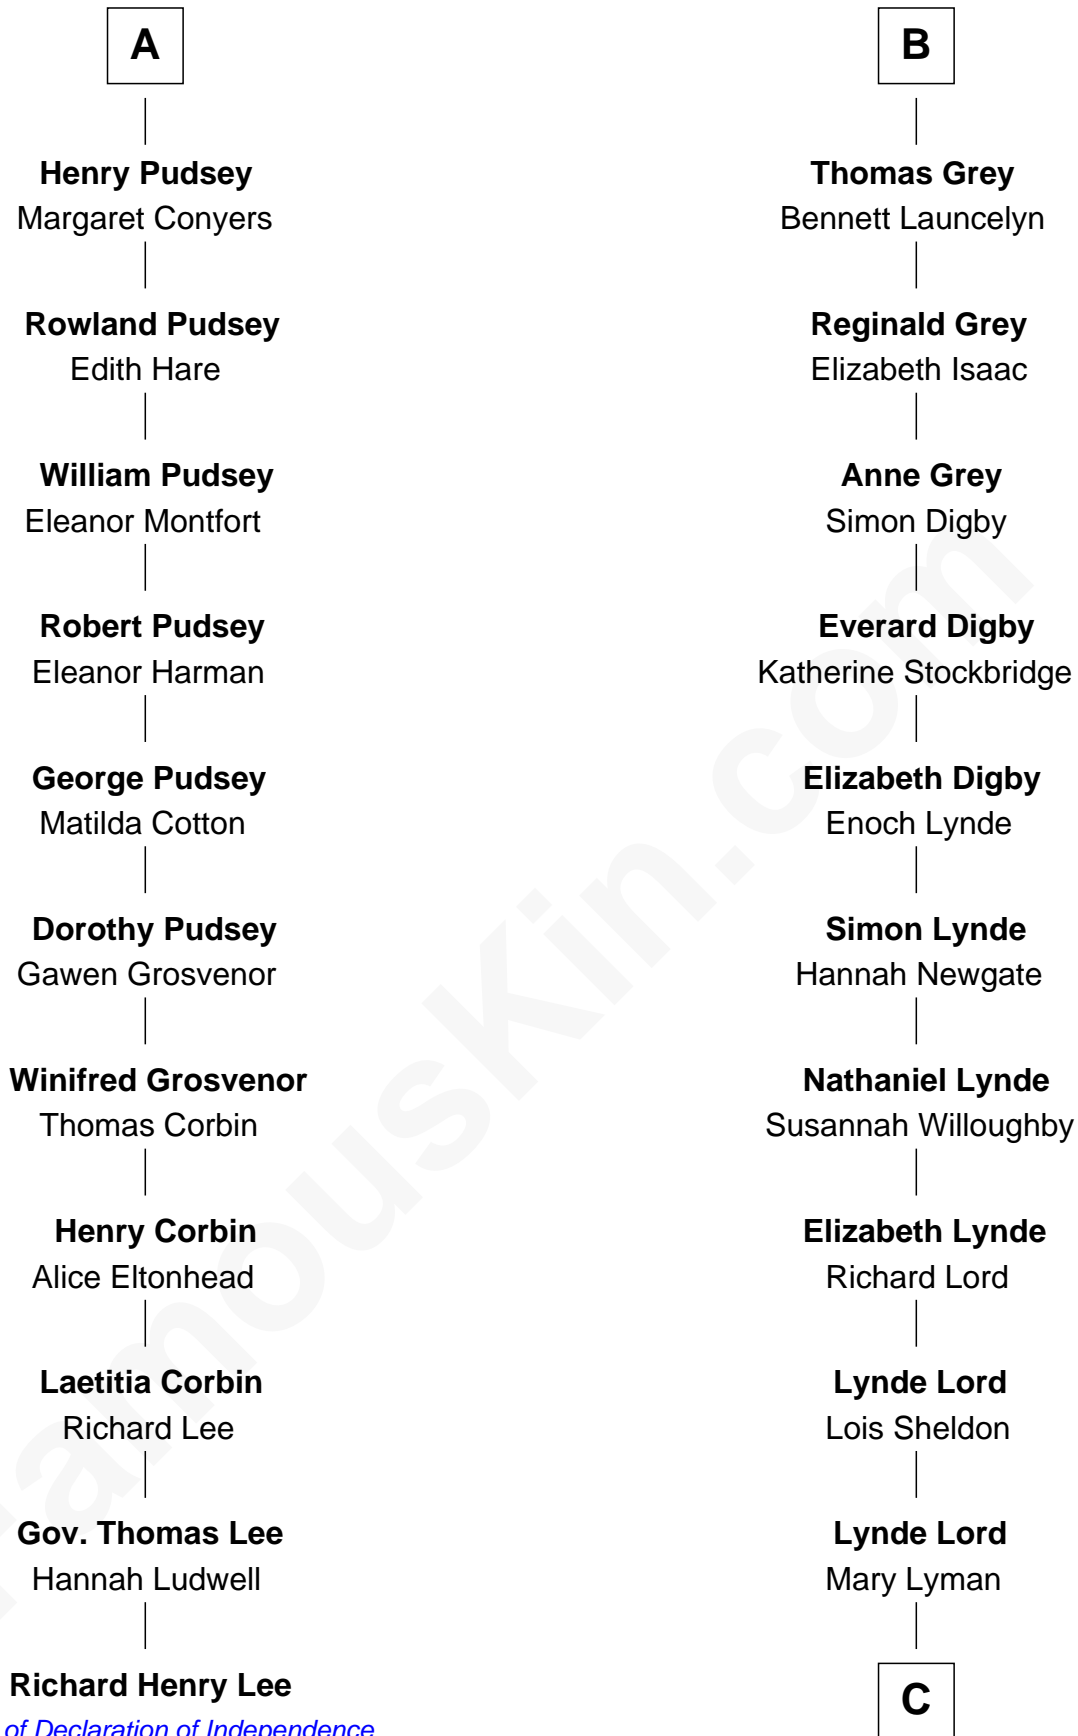 A
Henry Pudsey
Margaret Conyers
Rowland Pudsey
Edith Hare
William Pudsey
Eleanor Montfort
Robert Pudsey
Eleanor Harman
George Pudsey
Matilda Cotton
Dorothy Pudsey
Gawen Grosvenor
Winifred Grosvenor
Thomas Corbin
Henry Corbin
Alice Eltonhead
Laetitia Corbin
Richard Lee
Gov. Thomas Lee
Hannah Ludwell
Richard Henry Lee
of Declaration of Independence
B
Thomas Grey
Bennett Launcelyn
Reginald Grey
Elizabeth Isaac
Anne Grey
Simon Digby
Everard Digby
Katherine Stockbridge
Elizabeth Digby
Enoch Lynde
Simon Lynde
Hannah Newgate
Nathaniel Lynde
Susannah Willoughby
Elizabeth Lynde
Richard Lord
Lynde Lord
Lois Sheldon
Lynde Lord
Mary Lyman
C
FamousKin.com